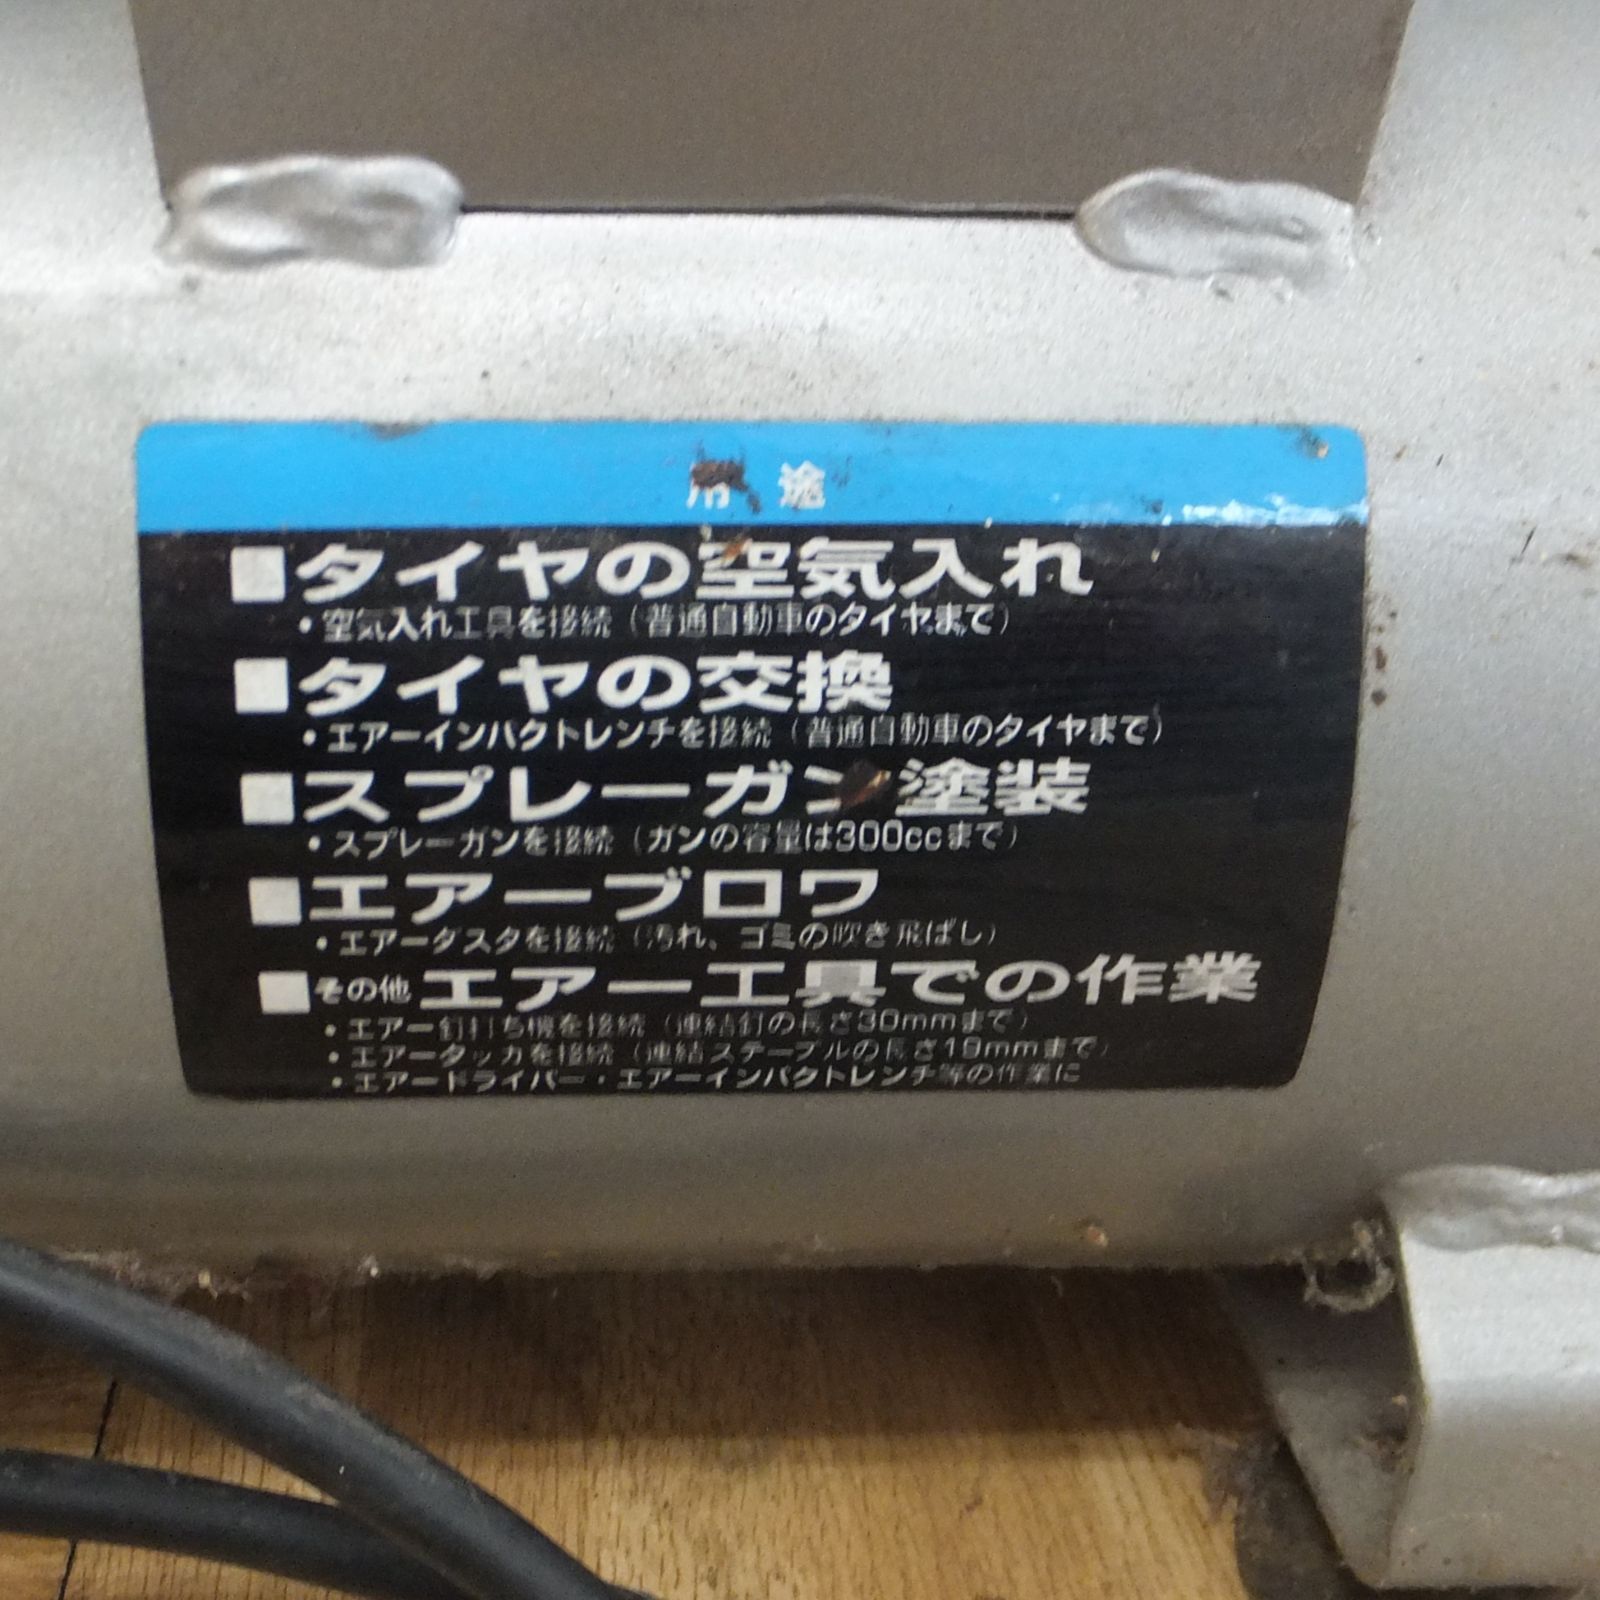 用途
■タイヤの空気入れ
・空気入れ工具を接続（普通自動車のタイヤまで）
■タイヤの交換
・エアーインパクトレンチを接続（普通自動車のタイヤまで）
■スプレーガン塗装
・スプレーガンを接続（ガンの容量は300ccまで）
■エアーブロワ
・エアーダスタを接続（汚れ、ゴミの吹き飛ばし）
■その他エアー工具での作業
・エアー釘打ち機を接続（連結釘の長さ30mmまで）
・エアータッカを接続（連結ステープルの長さ19mmまで）
・エアードライバー・エアーインパクトレンチ等の作業に